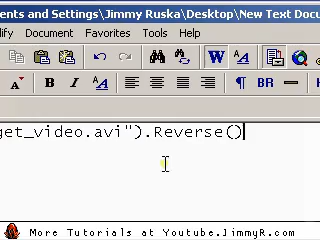 ents and Settings\Jimmy Ruska\Desktop\New Text Docu
lify Document Favorites Tools Help
W A ¶ BR
A B I A
get_video.avi").Reverse()
More Tutorials at Youtube.JimmyR.com